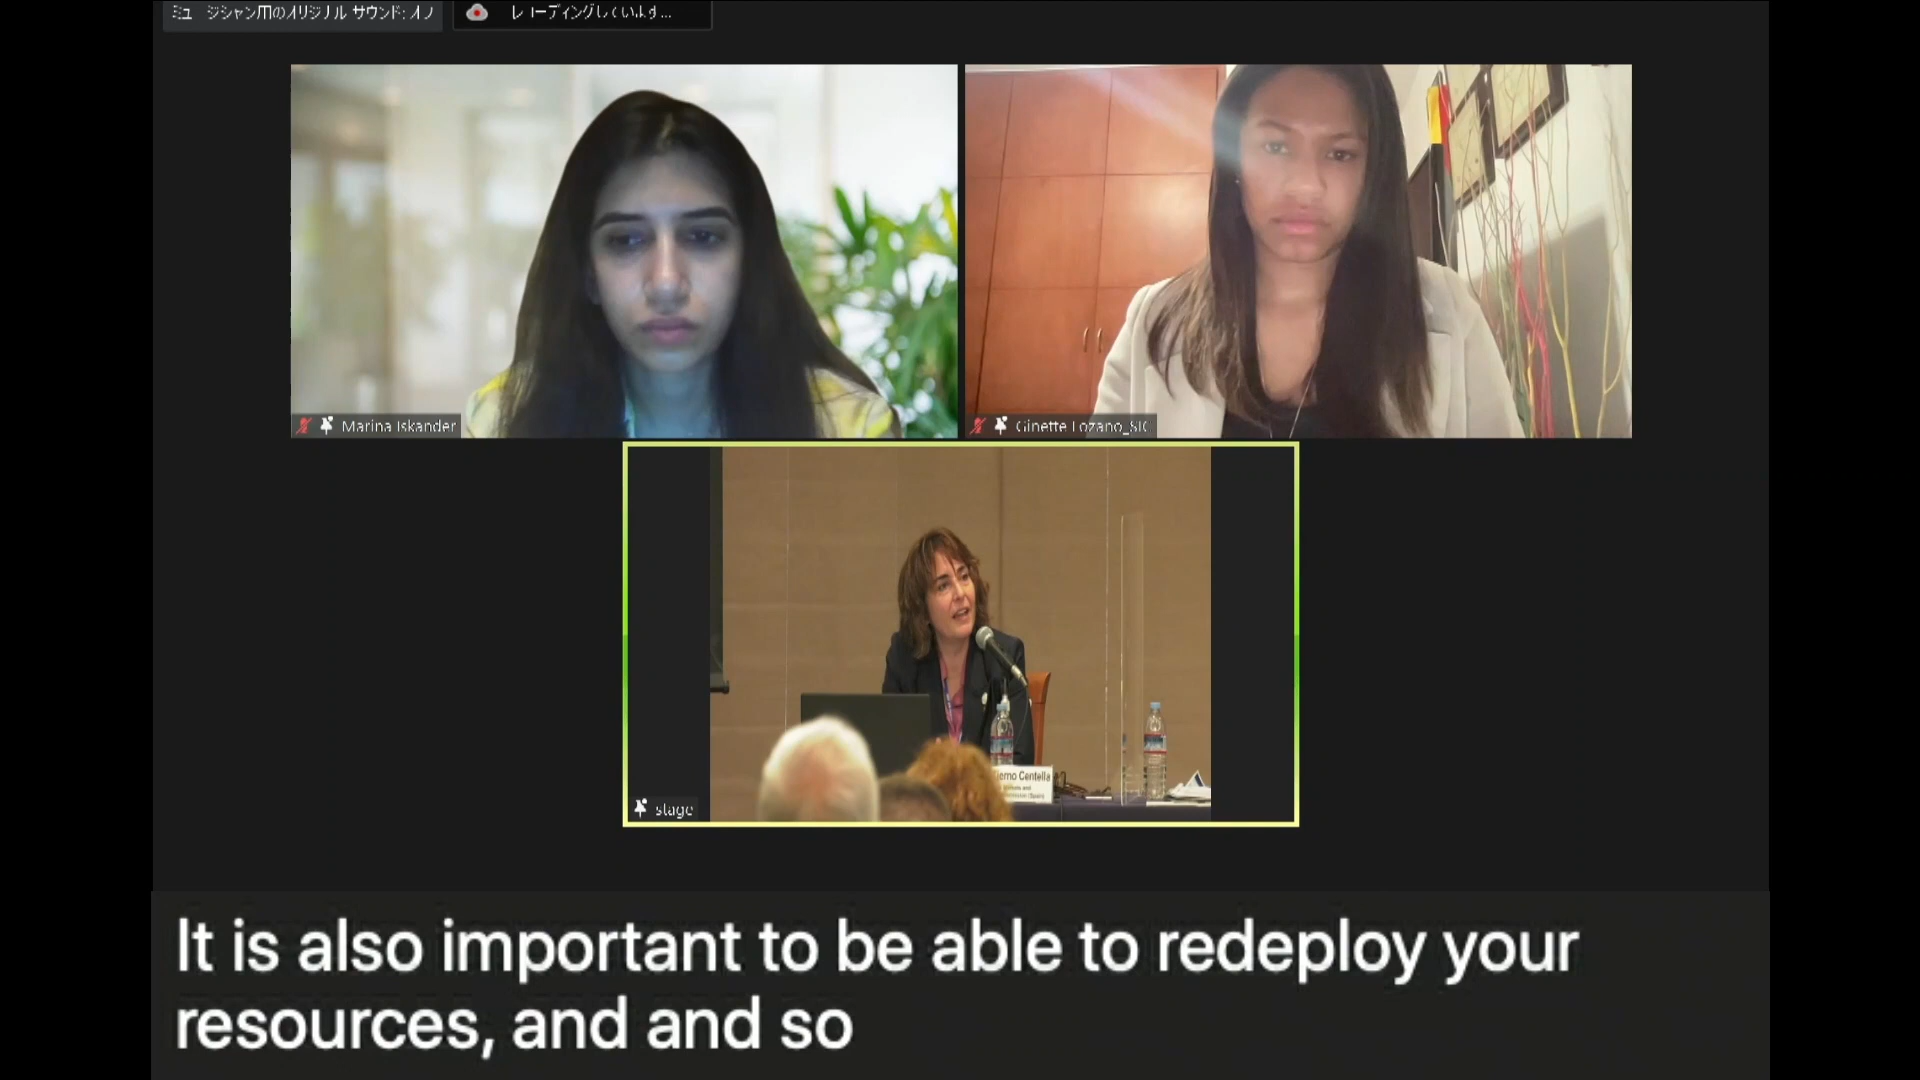 ミュージシャン用のオリジナル サウンド: オフ
レコーディングしています...
Marina Iskander
Ginette Lozano_SIC
ierno Centella
stage
It is also important to be able to redeploy your
resources, and and so